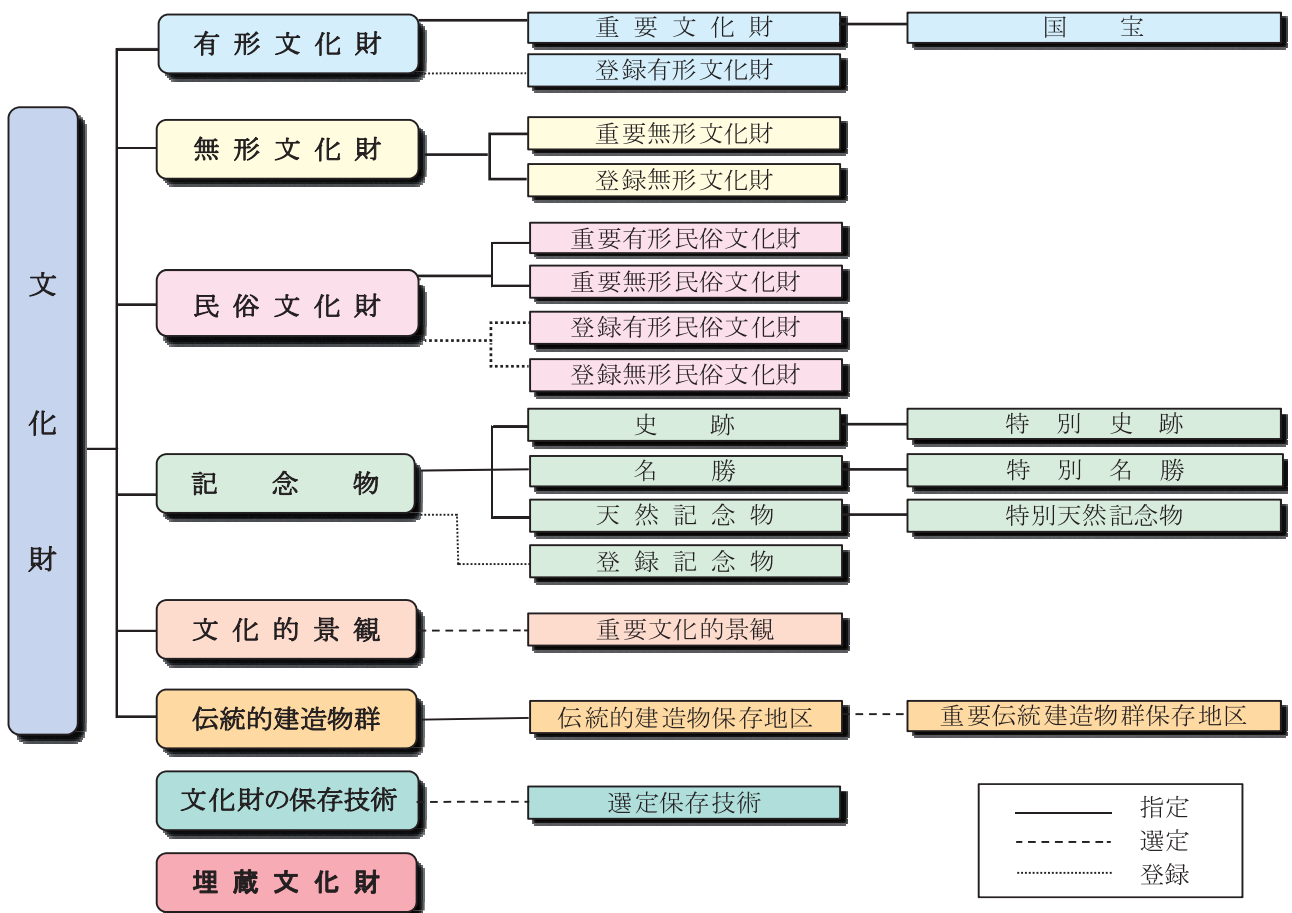 文化財
有形文化財
重要文化財
国宝
登録有形文化財
無形文化財
重要無形文化財
登録無形文化財
民俗文化財
重要有形民俗文化財
重要無形民俗文化財
登録有形民俗文化財
登録無形民俗文化財
記念物
史跡
特別史跡
名勝
特別名勝
天然記念物
特別天然記念物
登録記念物
文化的景観
重要文化的景観
伝統的建造物群
伝統的建造物保存地区
重要伝統建造物群保存地区
文化財の保存技術
選定保存技術
埋蔵文化財
指定
選定
登録